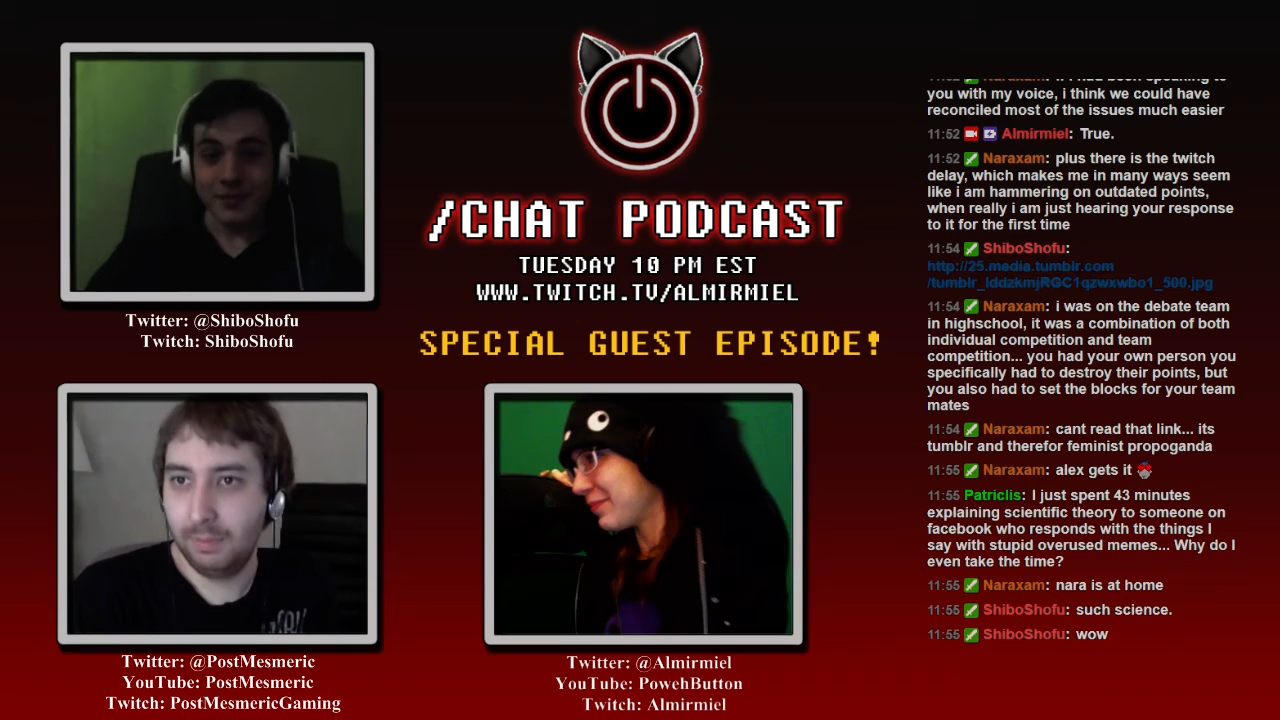 /CHAT PODCAST
TUESDAY 10 PM EST
WWW.TWITCH.TV/ALMIRMIEL
SPECIAL GUEST EPISODE!
Twitter: @ShiboShofu
Twitch: ShiboShofu
Twitter: @PostMesmeric
YouTube: PostMesmeric
Twitch: PostMesmericGaming
Twitter: @Almirmiel
YouTube: PowehButton
Twitch: Almirmiel
you with my voice, i think we could have
reconciled most of the issues much easier
11:52 Almirmiel: True.
11:52 Naraxam: plus there is the twitch
delay, which makes me in many ways seem
like i am hammering on outdated points,
when really i am just hearing your response
to it for the first time
11:54 ShiboShofu:
http://25.media.tumblr.com
11:54 Naraxam: i was on the debate team
in highschool, it was a combination of both
individual competition and team
competition... you had your own person you
specifically had to destroy their points, but
you also had to set the blocks for your team
mates
11:54 Naraxam: cant read that link... its
tumblr and therefor feminist propoganda
11:55 Naraxam: alex gets it
11:55 Patriclis: I just spent 43 minutes
explaining scientific theory to someone on
facebook who responds with the things I
say with stupid overused memes... Why do I
even take the time?
11:55 Naraxam: nara is at home
11:55 ShiboShofu: such science.
11:55 ShiboShofu: wow